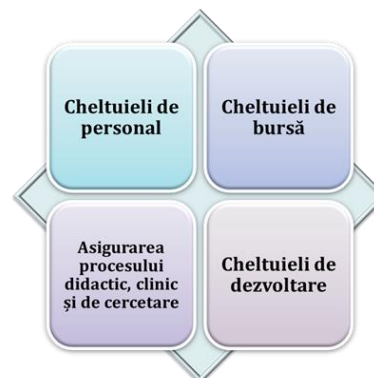 Cheltuieli de
personal
Cheltuieli de
bursă
Asigurarea
procesului
didactic, clinic
și de cercetare
Cheltuieli de
dezvoltare